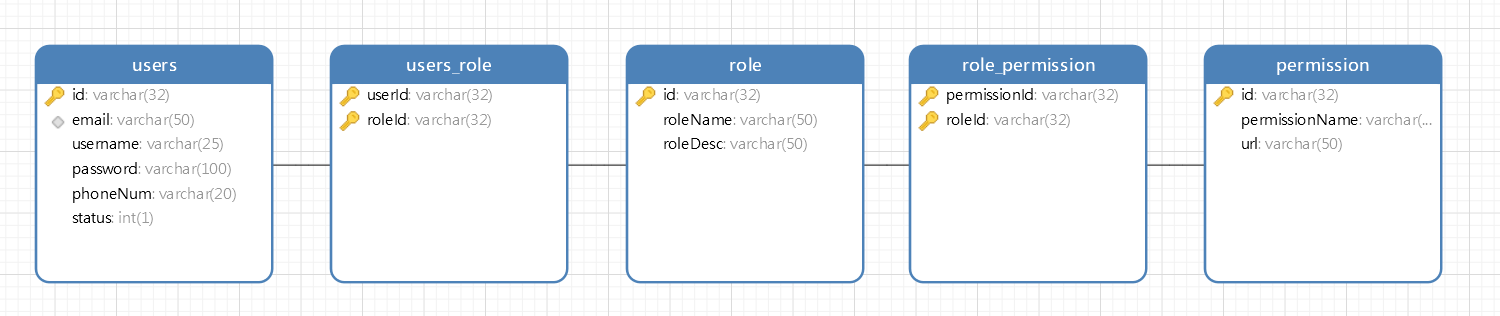 users
id: varchar(32)
email: varchar(50)
username: varchar(25)
password: varchar(100)
phoneNum: varchar(20)
status: int(1)
users_role
userId: varchar(32)
roleId: varchar(32)
role
id: varchar(32)
roleName: varchar(50)
roleDesc: varchar(50)
role_permission
permissionId: varchar(32)
roleId: varchar(32)
permission
id: varchar(32)
permissionName: varchar(...
url: varchar(50)